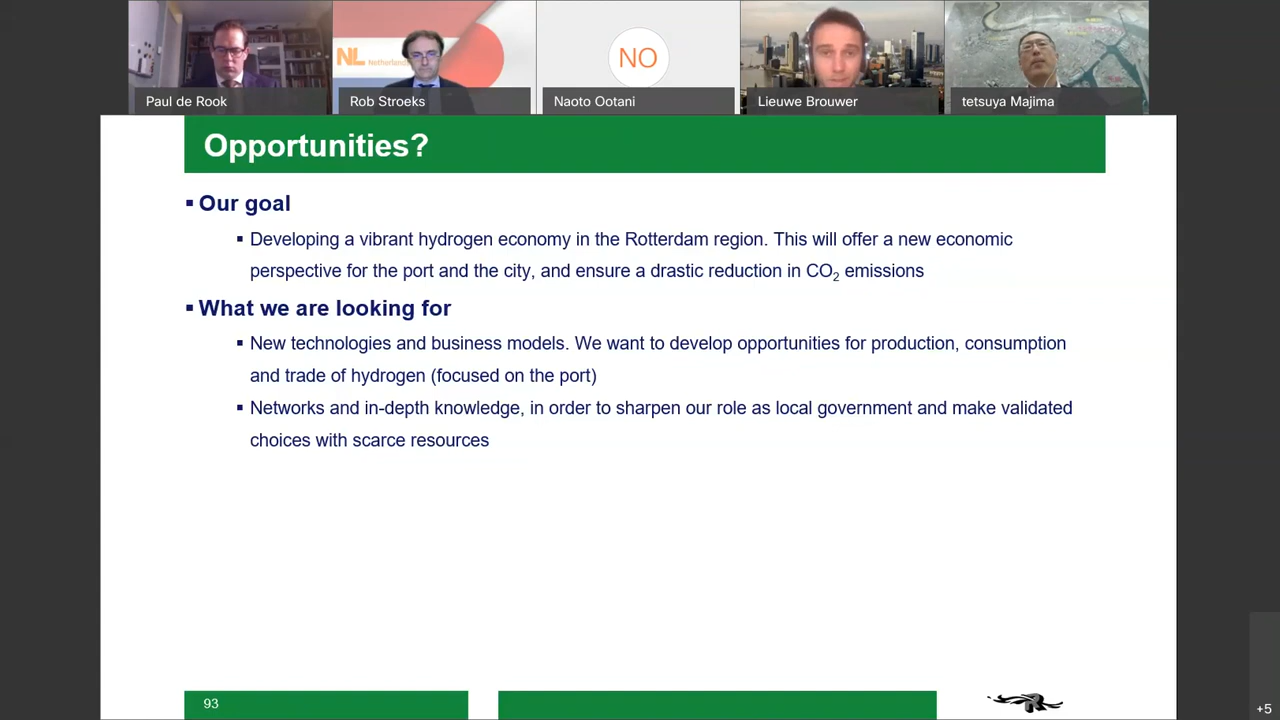 NL Netherlands
NO
Paul de Rook
Rob Stroeks
Naoto Ootani
Lieuwe Brouwer
tetsuya Majima
Opportunities?
▪ Our goal
▪ Developing a vibrant hydrogen economy in the Rotterdam region. This will offer a new economic
perspective for the port and the city, and ensure a drastic reduction in CO₂ emissions
▪ What we are looking for
▪ New technologies and business models. We want to develop opportunities for production, consumption
and trade of hydrogen (focused on the port)
▪ Networks and in-depth knowledge, in order to sharpen our role as local government and make validated
choices with scarce resources
93
R
+5